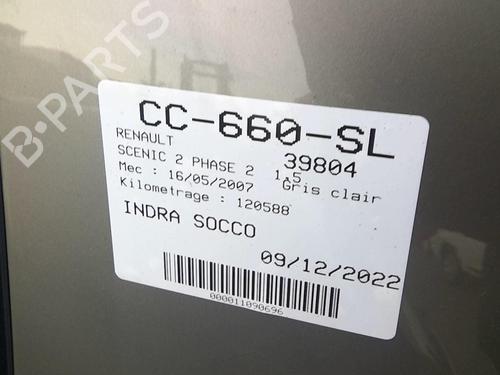 B-PARTS
CC-660-SL
RENAULT 39804
SCENIC 2 PHASE 2 1.5
Mec : 16/05/2007 Gris clair
Kilometrage : 120588
INDRA SOCCO
09/12/2022
000011090696